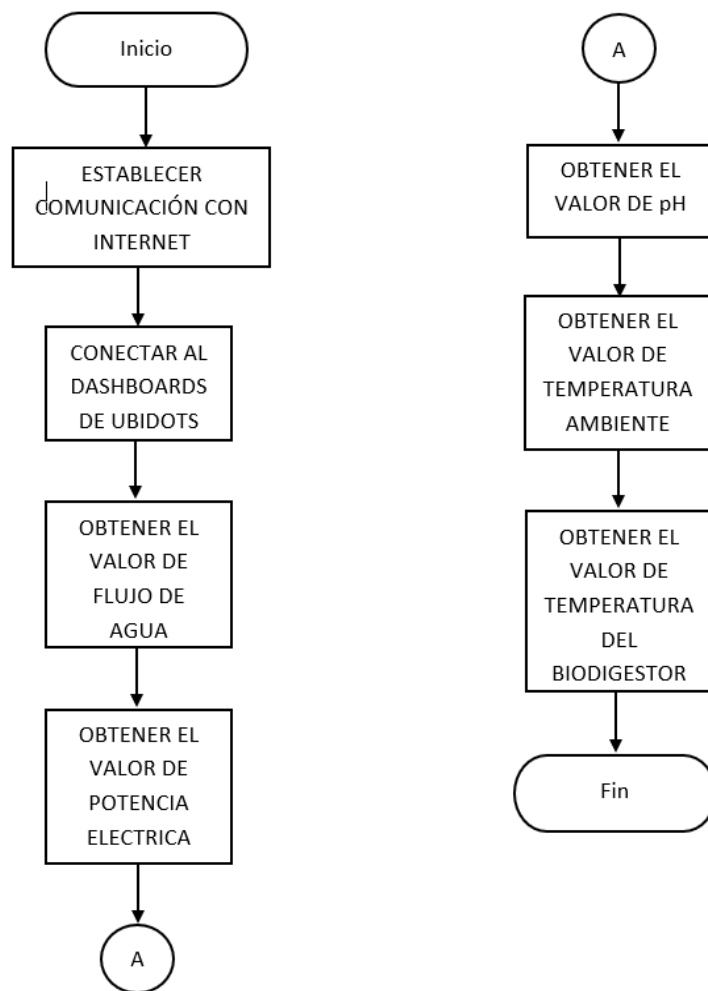 Inicio
ESTABLECER
COMUNICACIÓN CON
INTERNET
CONECTAR AL
DASHBOARDS
DE UBIDOTS
OBTENER EL
VALOR DE
FLUJO DE
AGUA
OBTENER EL
VALOR DE
POTENCIA
ELECTRICA
A
A
OBTENER EL
VALOR DE pH
OBTENER EL
VALOR DE
TEMPERATURA
AMBIENTE
OBTENER EL
VALOR DE
TEMPERATURA
DEL
BIODIGESTOR
Fin